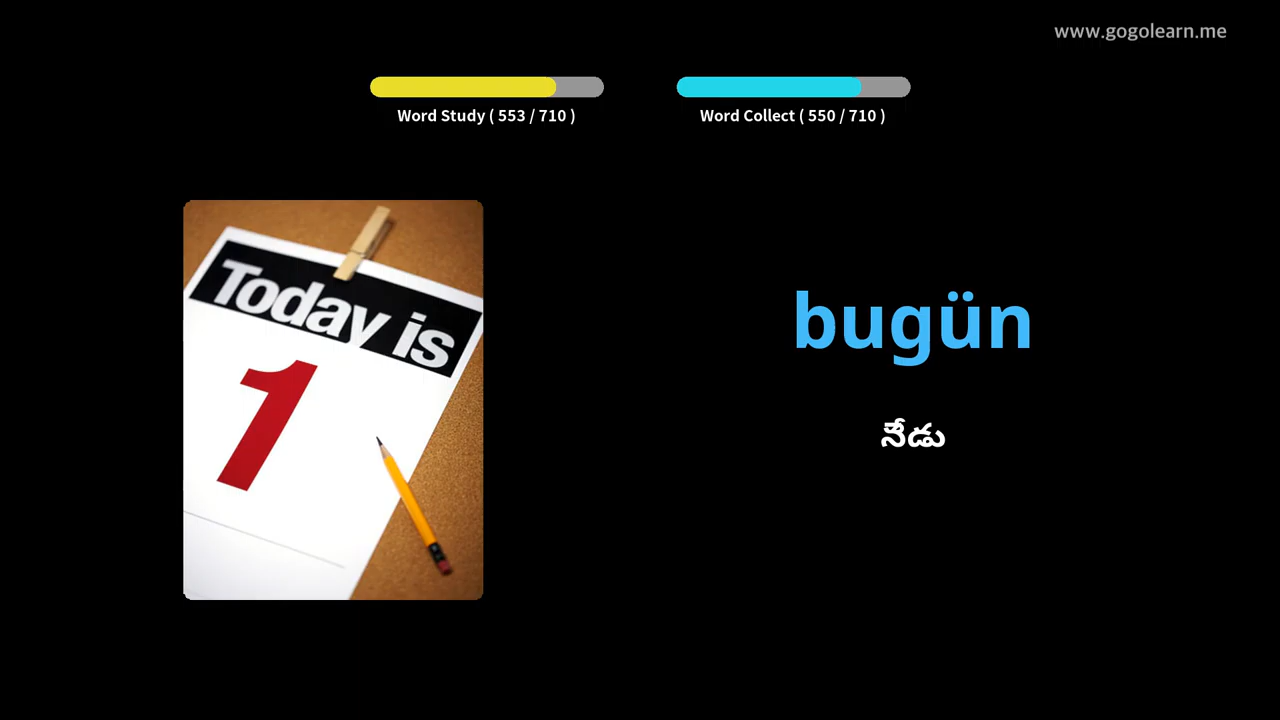 www.gogolearn.me
Word Study ( 553 / 710 )
Word Collect ( 550 / 710 )
Today is
1
bugün
నేడు